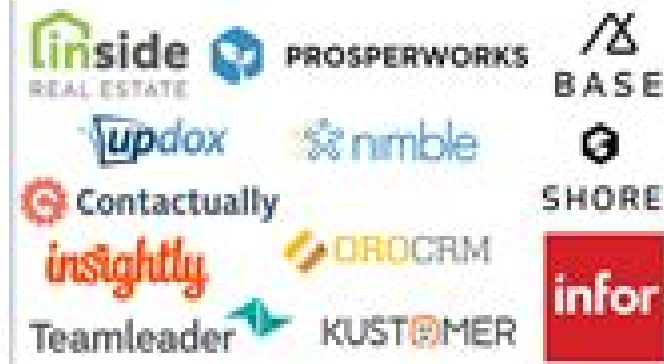 inside
REAL ESTATE
PROSPERWORKS
BASE
updox
nimble
Contactually
SHORE
insightly
OROCRM
infor
Teamleader
KUSTOMER